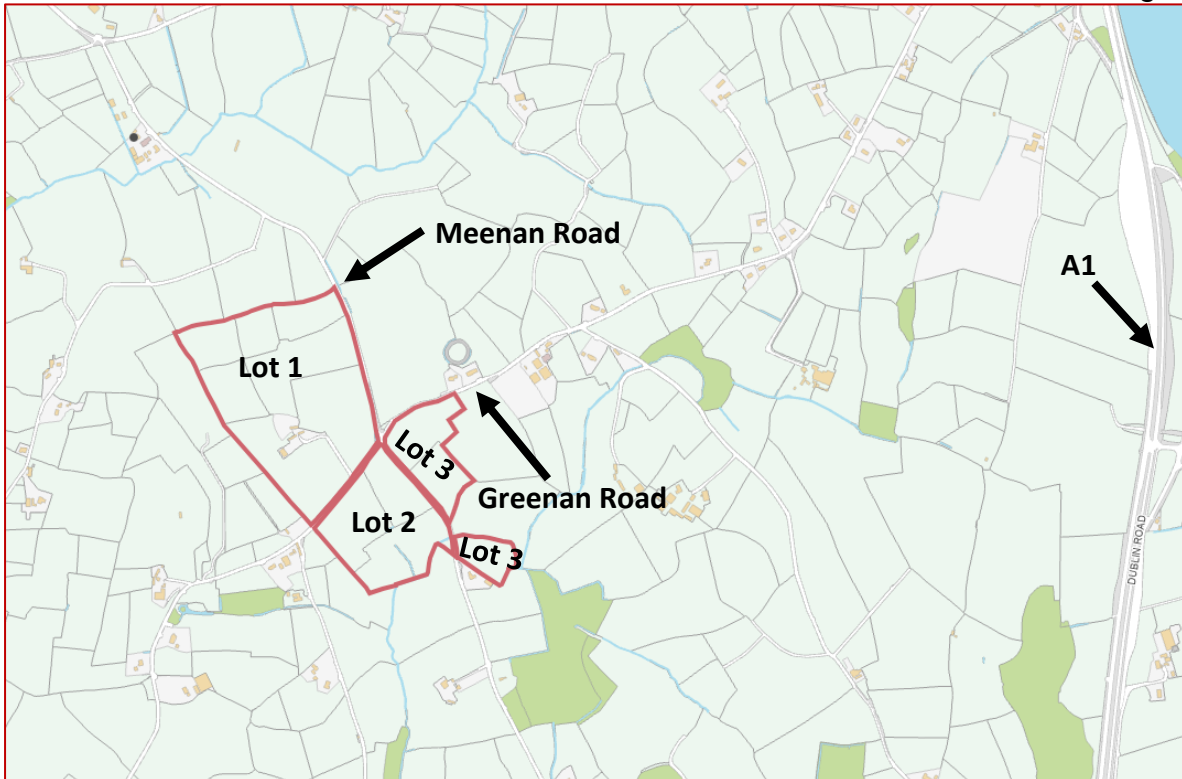 Meenan Road
A1
Lot 1
Lot 3
Greenan Road
Lot 2
Lot 3
DUBLIN ROAD